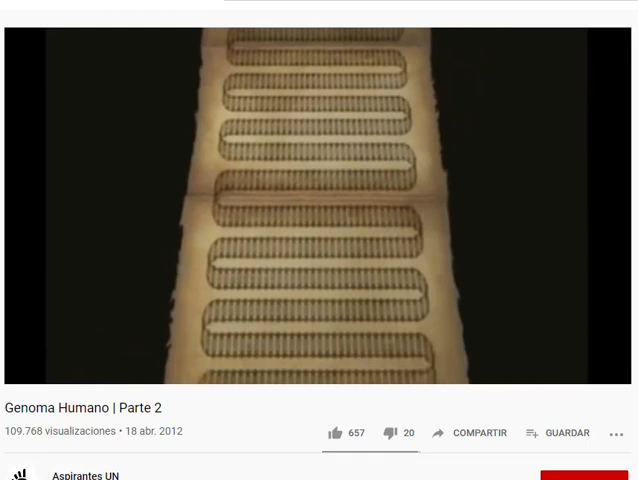 Genoma Humano | Parte 2
109.768 visualizaciones • 18 abr. 2012
657
20
COMPARTIR
GUARDAR
Aspirantes UN